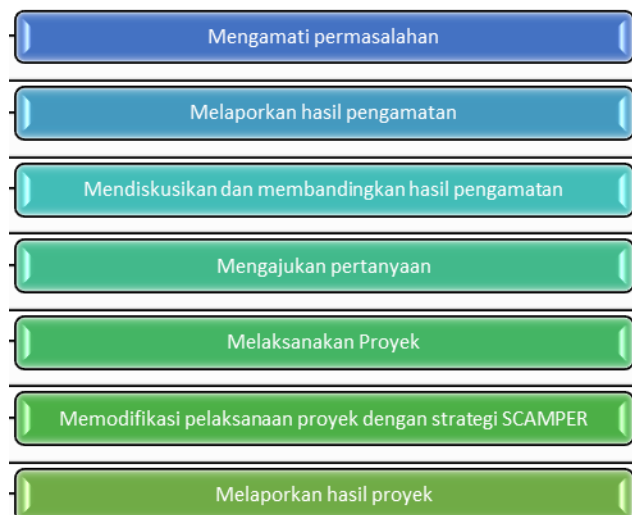 Mengamati permasalahan
Melaporkan hasil pengamatan
Mendiskusikan dan membandingkan hasil pengamatan
Mengajukan pertanyaan
Melaksanakan Proyek
Memodifikasi pelaksanaan proyek dengan strategi SCAMPER
Melaporkan hasil proyek